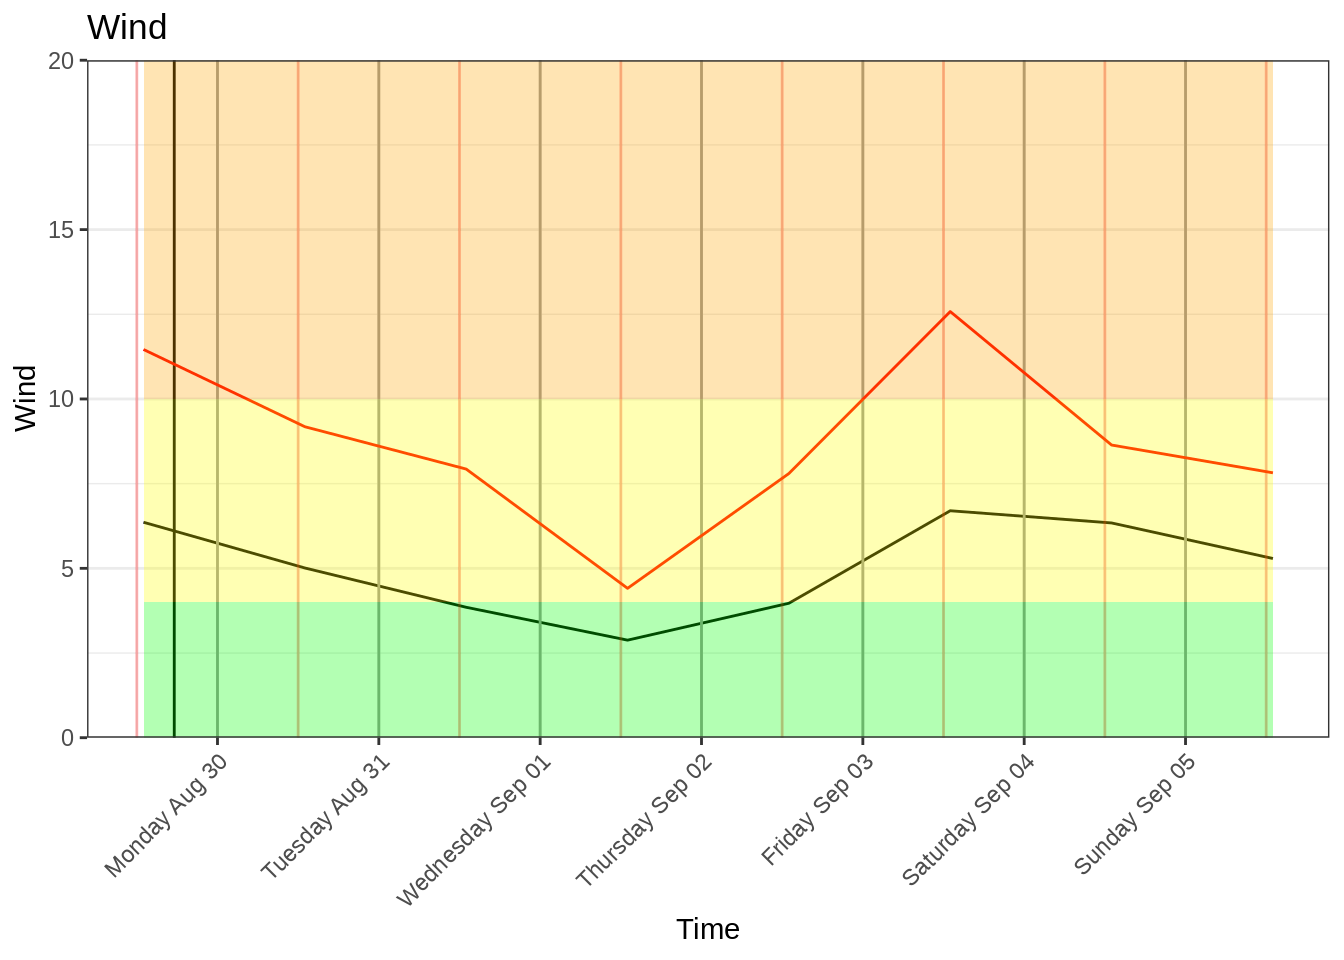 Wind
20
15
10
5
0
Wind
Monday Aug 30
Tuesday Aug 31
Wednesday Sep 01
Thursday Sep 02
Friday Sep 03
Saturday Sep 04
Sunday Sep 05
Time